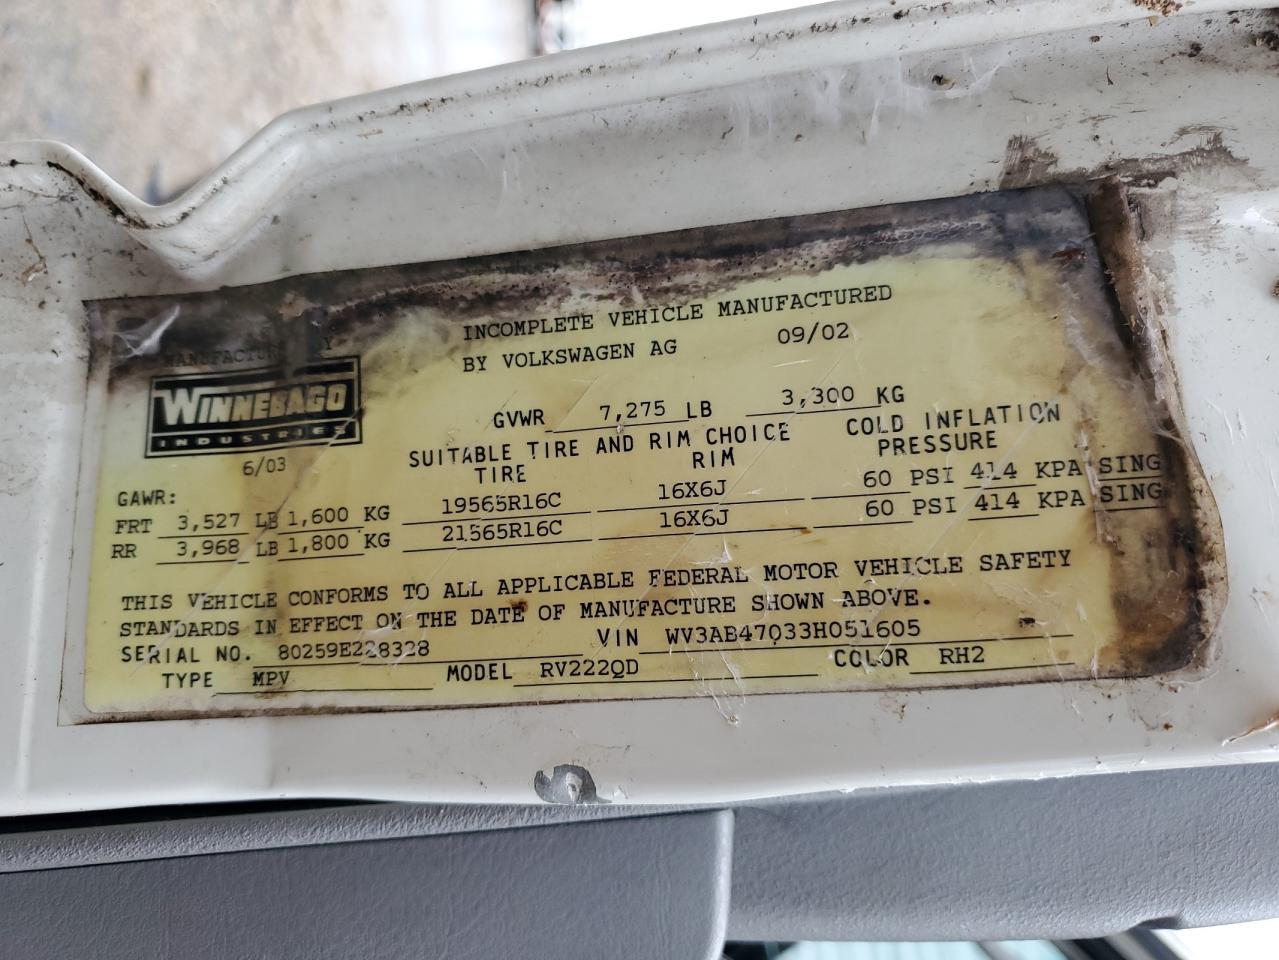 INCOMPLETE VEHICLE MANUFACTURED
BY VOLKSWAGEN AG 09/02
MANUFACTURED BY
WINNEBAGO
INDUSTRIES
6/03
GVWR 7,275 LB 3,300 KG
SUITABLE TIRE AND RIM CHOICE
TIRE RIM
COLD INFLATION
PRESSURE
GAWR:
FRT 3,527 LB 1,600 KG 19565R16C 16X6J 60 PSI 414 KPA SING
RR 3,968 LB 1,800 KG 21565R16C 16X6J 60 PSI 414 KPA SING
THIS VEHICLE CONFORMS TO ALL APPLICABLE FEDERAL MOTOR VEHICLE SAFETY
STANDARDS IN EFFECT ON THE DATE OF MANUFACTURE SHOWN ABOVE.
SERIAL NO. 80259E228328 VIN WV3AB47033H051605
TYPE MPV MODEL RV222QD COLOR RH2